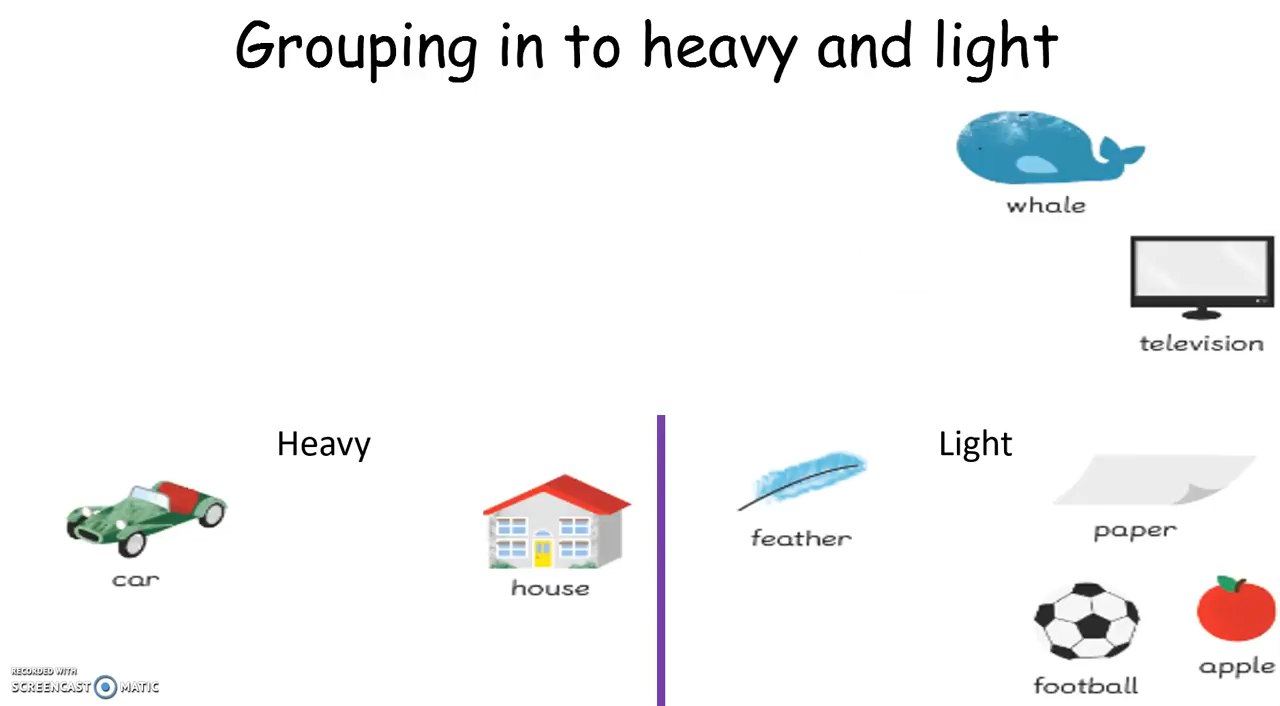 Grouping in to heavy and light
whale
television
Heavy
Light
feather
paper
car
house
football
apple
RECORDED WITH
SCREENCAST MATIC